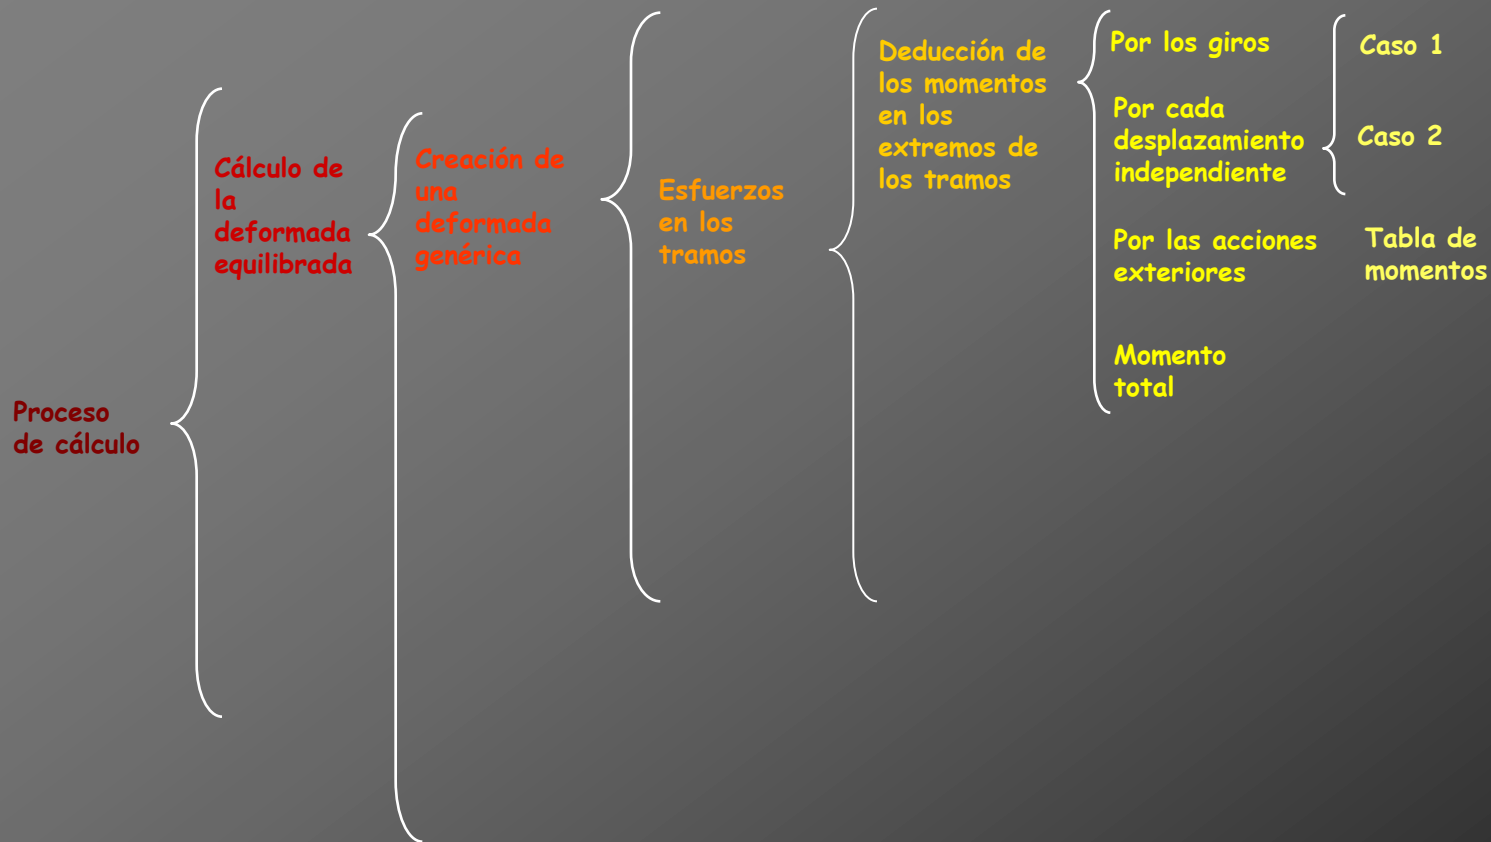 Proceso
de cálculo
Cálculo de
la
deformada
equilibrada
Creación de
una
deformada
genérica
Esfuerzos
en los
tramos
Deducción de
los momentos
en los
extremos de
los tramos
Por los giros
Por cada
desplazamiento
independiente
Caso 1
Caso 2
Por las acciones
exteriores
Tabla de
momentos
Momento
total